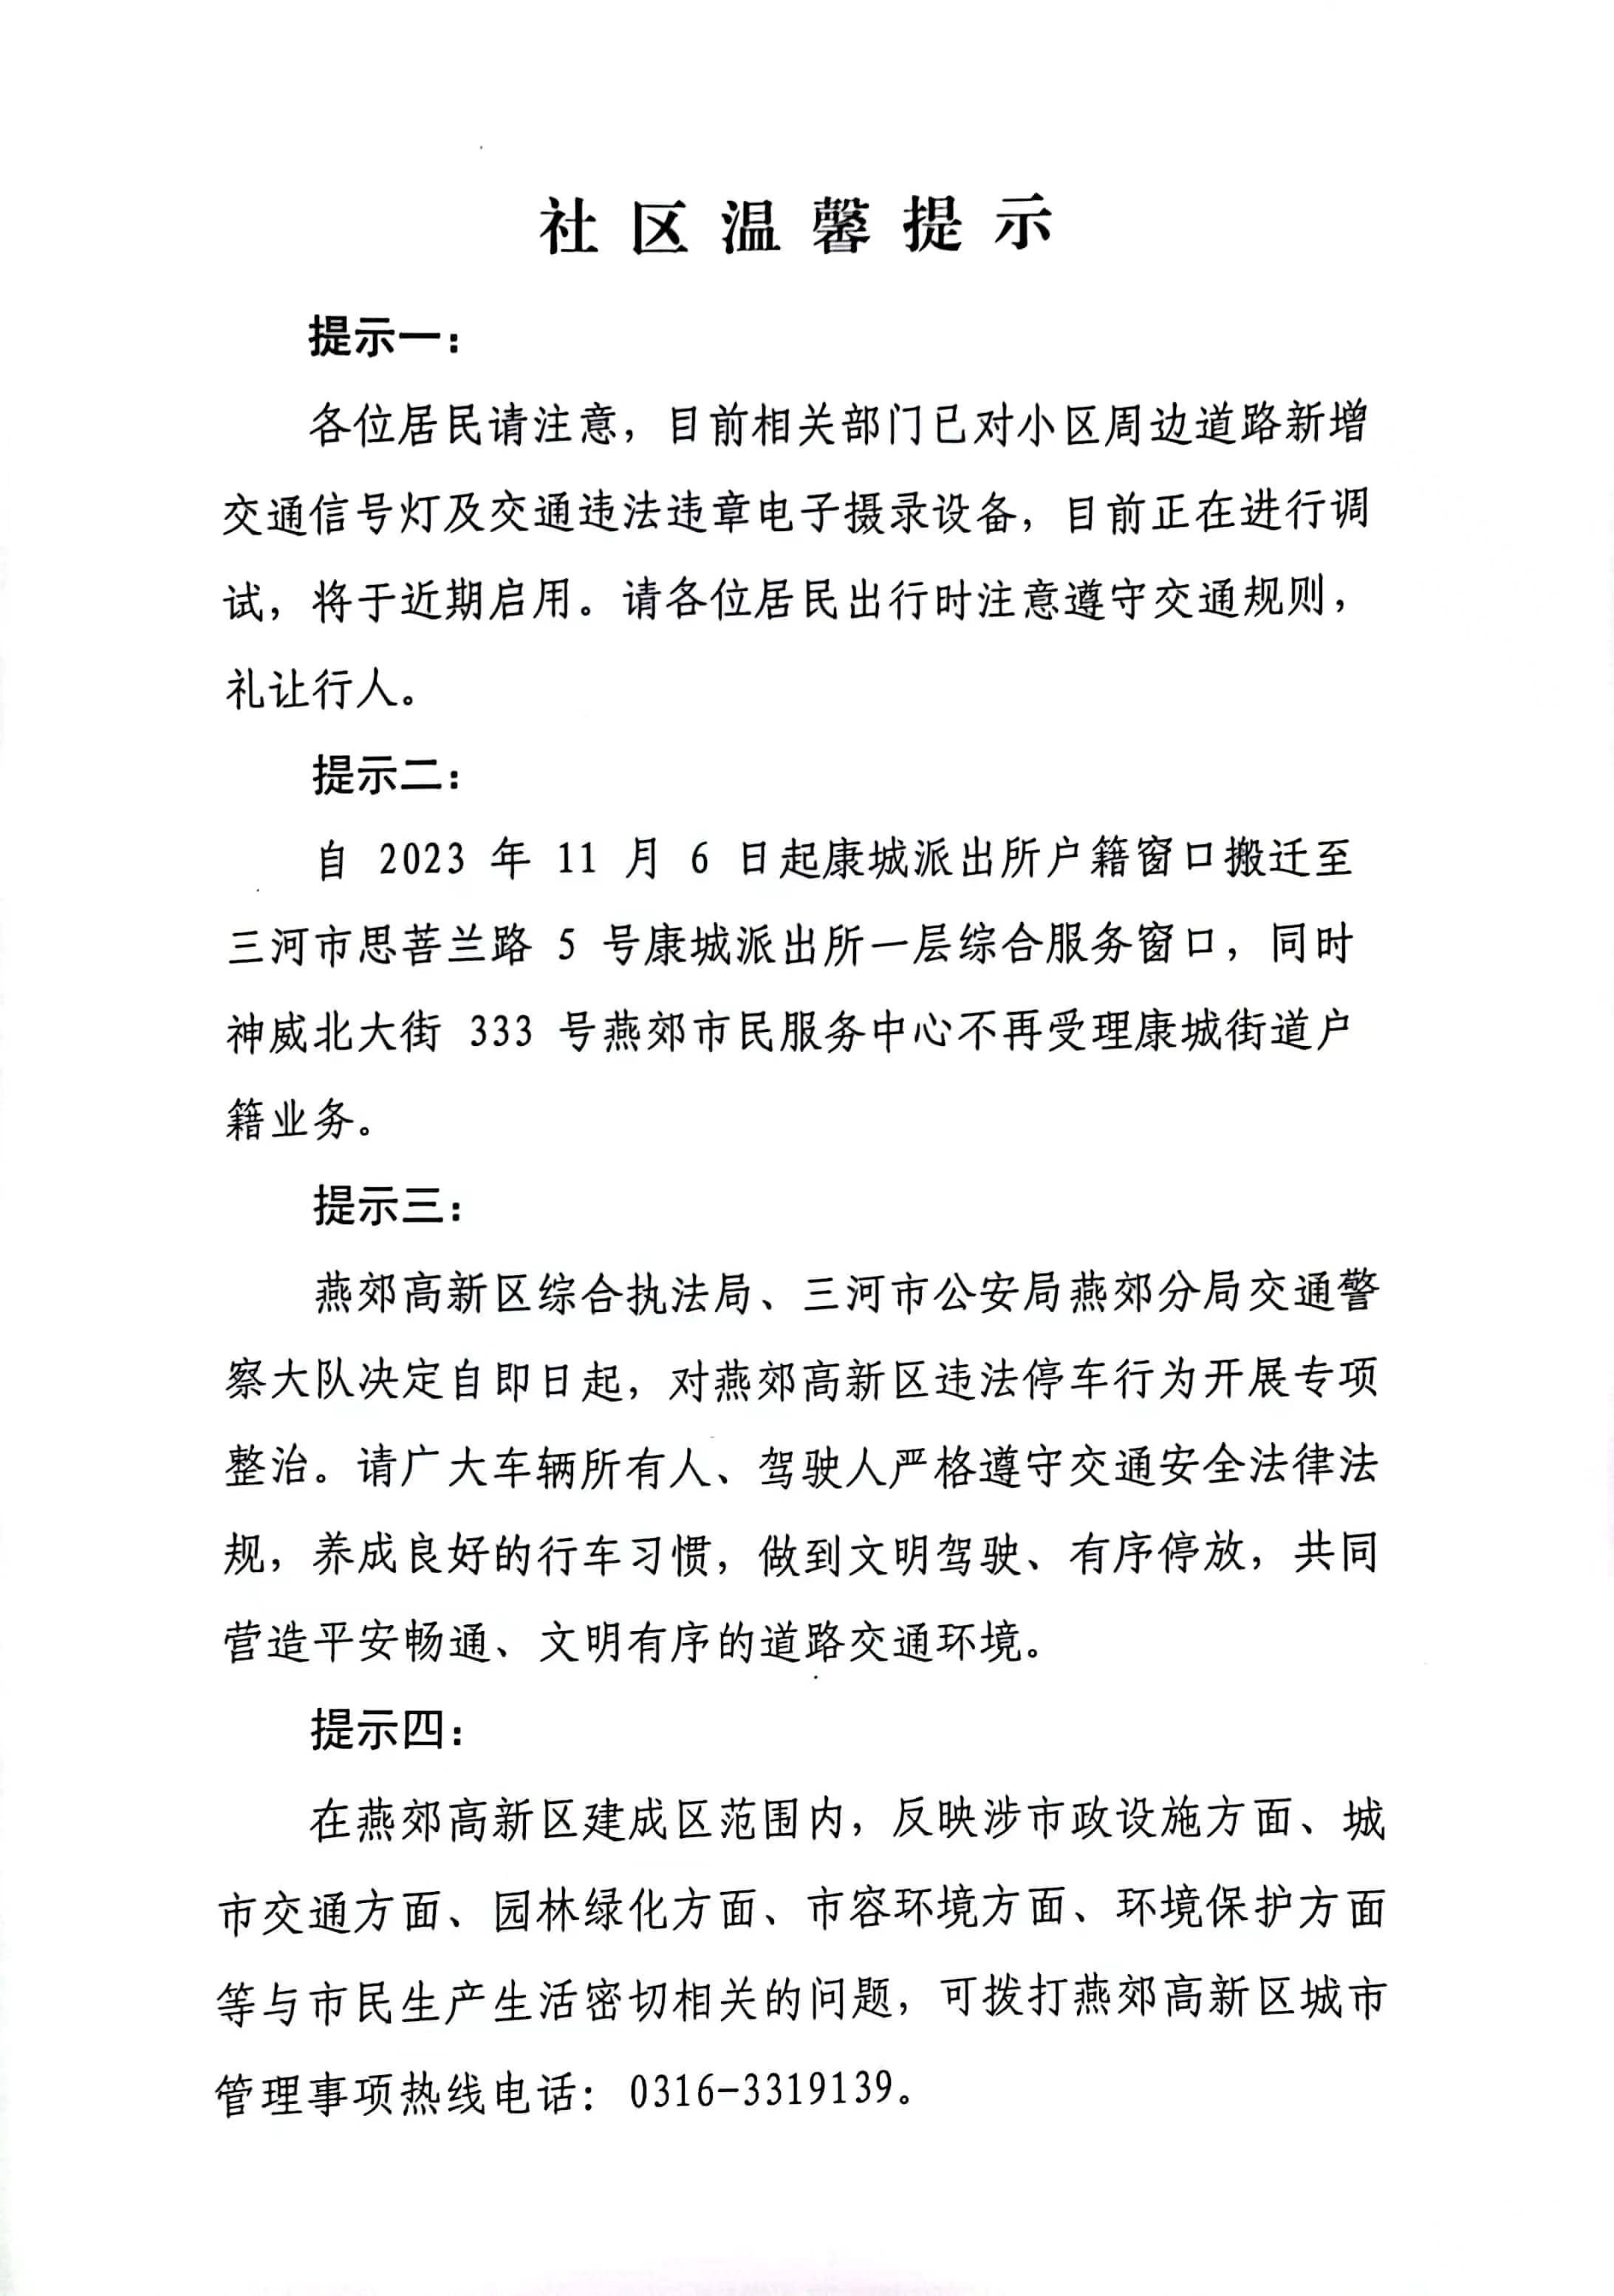 社区温馨提示
提示一：
各位居民请注意，目前相关部门已对小区周边道路新增
交通信号灯及交通违法违章电子摄录设备，目前正在进行调
试，将于近期启用。请各位居民出行时注意遵守交通规则，
礼让行人。
提示二：
自 2023 年 11 月 6 日起康城派出所户籍窗口搬迁至
三河市思菩兰路 5 号康城派出所一层综合服务窗口，同时
神威北大街 333 号燕郊市民服务中心不再受理康城街道户
籍业务。
提示三：
燕郊高新区综合执法局、三河市公安局燕郊分局交通警
察大队决定自即日起，对燕郊高新区违法停车行为开展专项
整治。请广大车辆所有人、驾驶人严格遵守交通安全法律法
规，养成良好的行车习惯，做到文明驾驶、有序停放，共同
营造平安畅通、文明有序的道路交通环境。
提示四：
在燕郊高新区建成区范围内，反映涉市政设施方面、城
市交通方面、园林绿化方面、市容环境方面、环境保护方面
等与市民生产生活密切相关的问题，可拨打燕郊高新区城市
管理事项热线电话：0316-3319139。